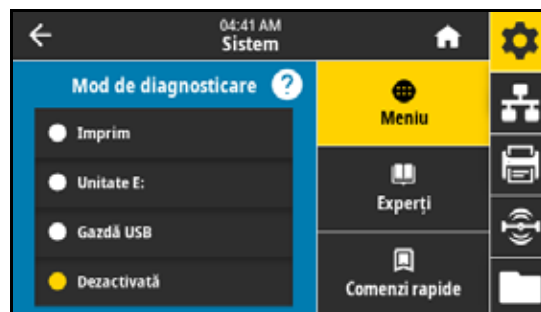 04:41 AM
Sistem
Mod de diagnosticare ?
Imprim
Unitate E:
Gazdă USB
Dezactivată
Meniu
Experți
Comenzi rapide